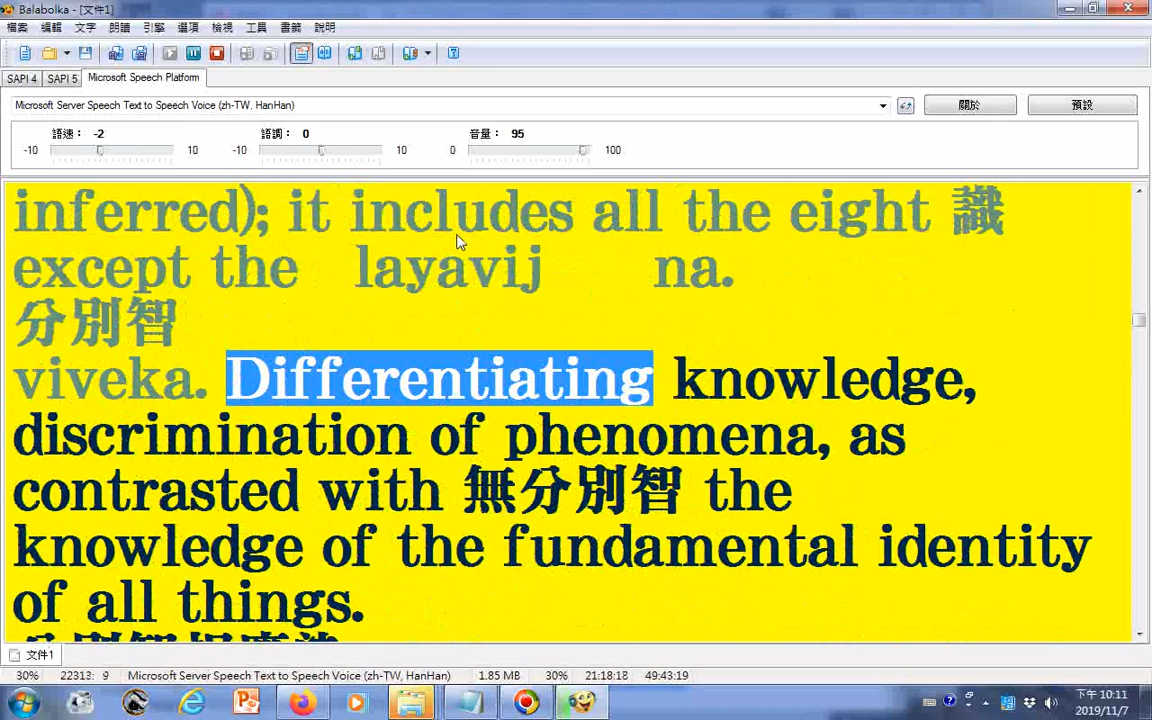 Balabolka - [文件1]
檔案 編輯 文字 朗讀 引擎 選項 檢視 工具 書籤 說明
SAPI 4 SAPI 5 Microsoft Speech Platform
Microsoft Server Speech Text to Speech Voice (zh-TW, HanHan) 關於 預設
語速： -2 語調： 0 音量： 95
-10 10 -10 10 0 100
inferred); it includes all the eight 識
except the layavij na.
分別智
viveka. Differentiating knowledge,
discrimination of phenomena, as
contrasted with 無分別智 the
knowledge of the fundamental identity
of all things.
文件1
30% 22313: 9 Microsoft Server Speech Text to Speech Voice (zh-TW, HanHan) 1.85 MB 30% 21:18:18 49:43:19
下午 10:11
2019/11/7